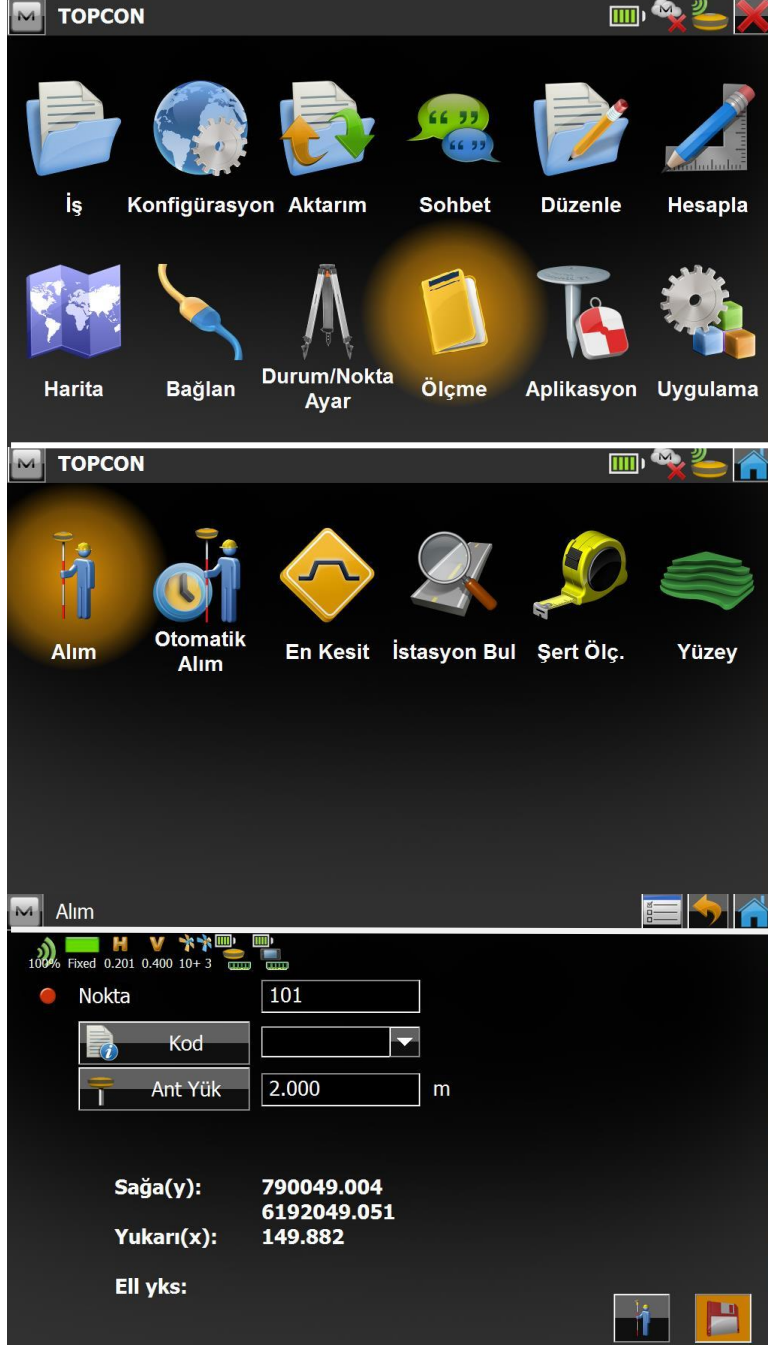 TOPCON
İş Konfigürasyon Aktarım Sohbet Düzenle Hesapla
Harita Bağlan Durum/Nokta Ayar Ölçme Aplikasyon Uygulama
TOPCON
Alım Otomatik Alım En Kesit İstasyon Bul Şert Ölç. Yüzey
Alım
100% Fixed 0.201 0.400 10+3
H V
Nokta 101
Kod
Ant Yük 2.000 m
Sağa(y): 790049.004
6192049.051
Yukarı(x): 149.882
Ell yks: